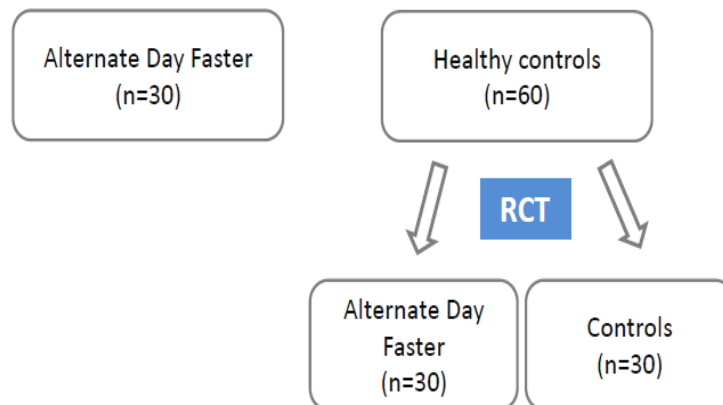 Alternate Day Faster
(n=30)
Healthy controls
(n=60)
RCT
Alternate Day
Faster
(n=30)
Controls
(n=30)